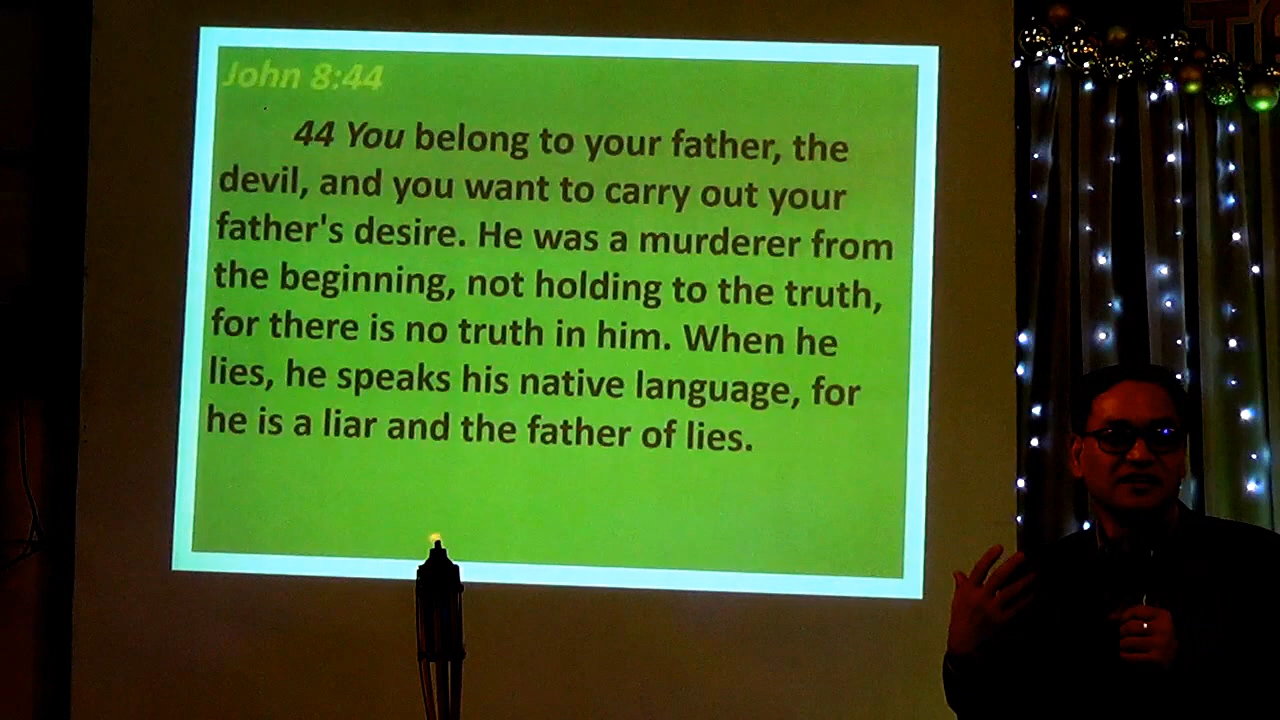 John 8:44
44 You belong to your father, the
devil, and you want to carry out your
father's desire. He was a murderer from
the beginning, not holding to the truth,
for there is no truth in him. When he
lies, he speaks his native language, for
he is a liar and the father of lies.